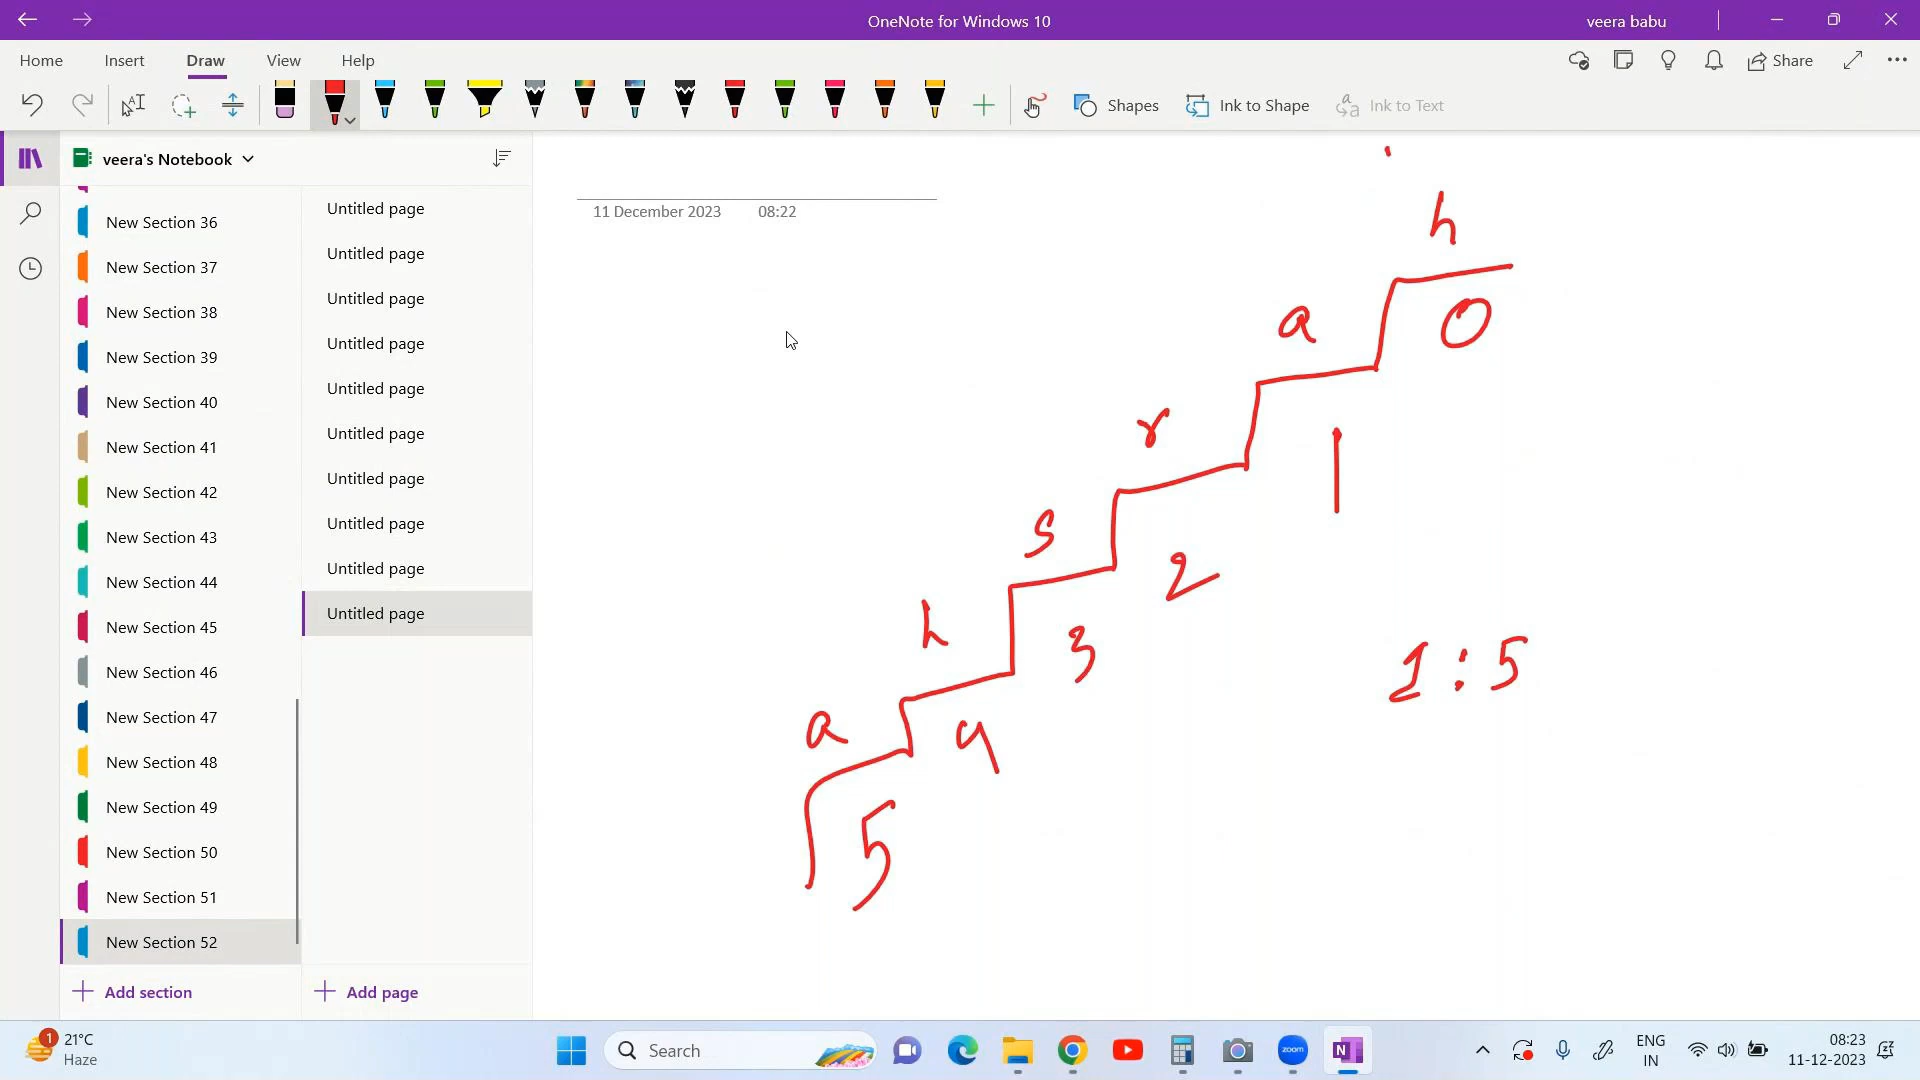 OneNote for Windows 10
veera babu
Home Insert Draw View Help
Share
Shapes Ink to Shape Ink to Text
veera's Notebook
New Section 36
New Section 37
New Section 38
New Section 39
New Section 40
New Section 41
New Section 42
New Section 43
New Section 44
New Section 45
New Section 46
New Section 47
New Section 48
New Section 49
New Section 50
New Section 51
New Section 52
Add section
Untitled page
Untitled page
Untitled page
Untitled page
Untitled page
Untitled page
Untitled page
Untitled page
Untitled page
Untitled page
Add page
11 December 2023 08:22
h
a 0
r 1
s 2
h 3
a 4
5
1 : 5
1 21°C
Haze
Search
zoom
N
ENG
IN
08:23
11-12-2023